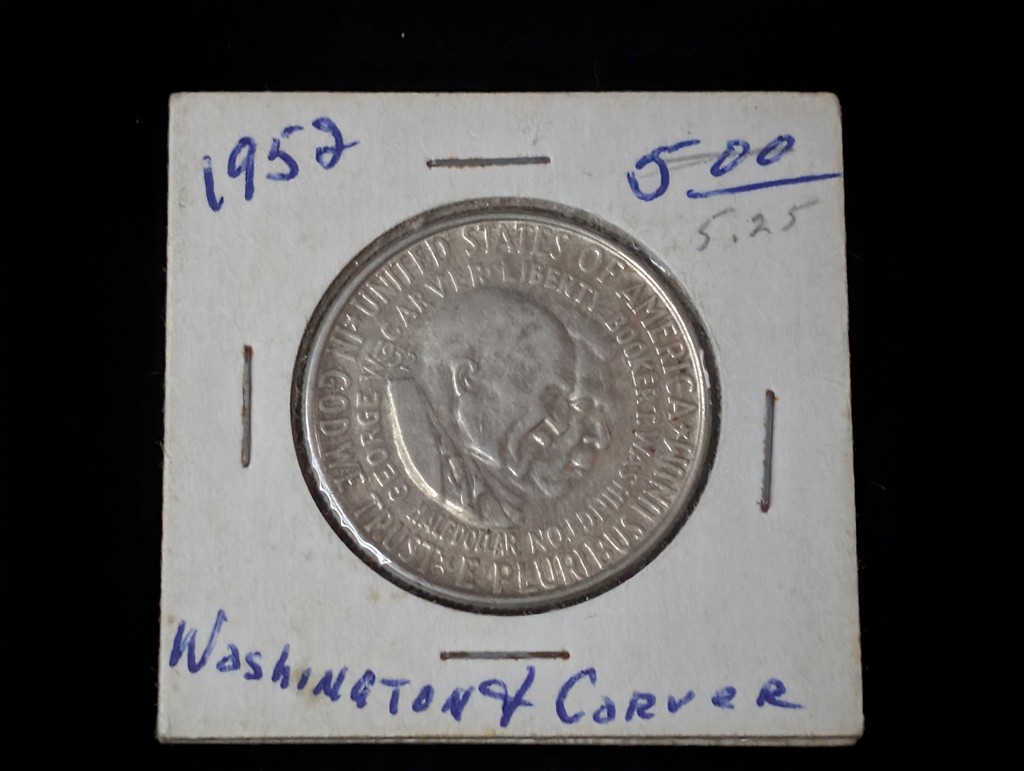 1952
5.00
5.25
UNITED STATES OF AMERICA ★ E PLURIBUS UNUM ★ IN GOD WE TRUST
GEORGE W. CARVER LIBERTY BOOKER T. WASHINGTON
1952
HALF DOLLAR
Washington & Carver